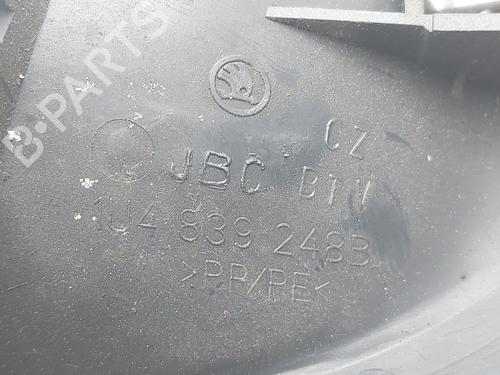 B-PARTS
CZ
JBC BTV
1U4 839 248B
>PP/PE<